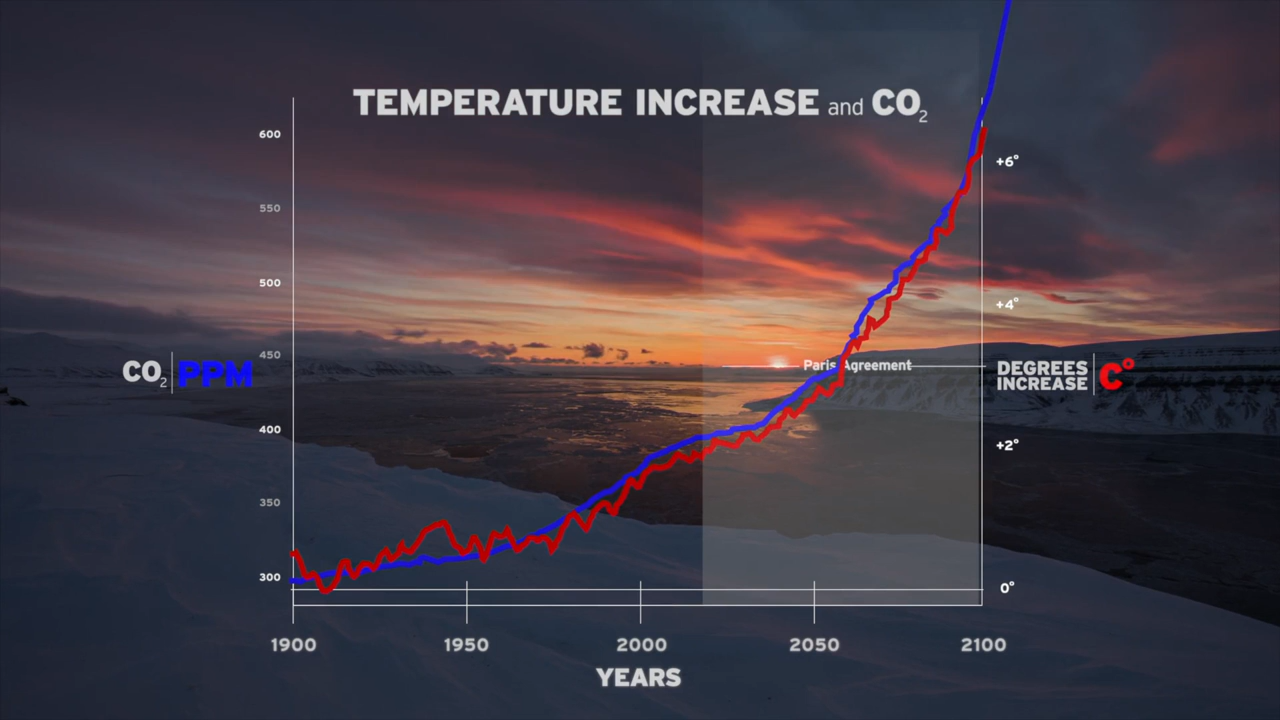 TEMPERATURE INCREASE and CO₂
600
550
500
450
400
350
300
CO₂ PPM
+6°
+4°
+2°
0°
Paris Agreement
DEGREES
INCREASE
C°
1900 1950 2000 2050 2100
YEARS